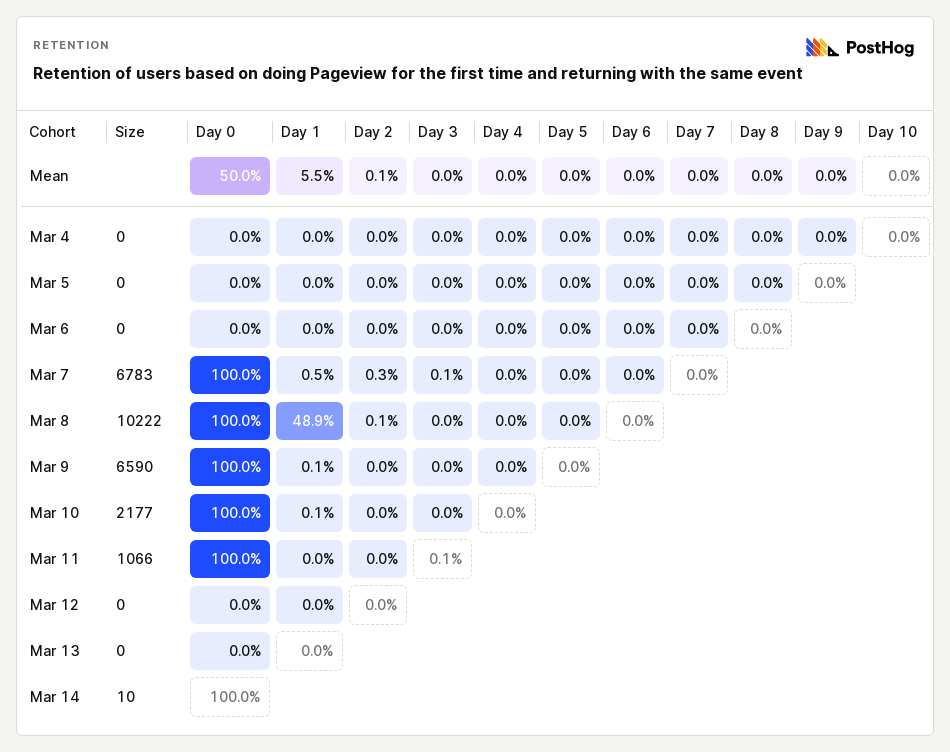 RETENTION
PostHog
Retention of users based on doing Pageview for the first time and returning with the same event
Cohort Size Day 0 Day 1 Day 2 Day 3 Day 4 Day 5 Day 6 Day 7 Day 8 Day 9 Day 10
Mean 50.0% 5.5% 0.1% 0.0% 0.0% 0.0% 0.0% 0.0% 0.0% 0.0% 0.0%
Mar 4 0 0.0% 0.0% 0.0% 0.0% 0.0% 0.0% 0.0% 0.0% 0.0% 0.0% 0.0%
Mar 5 0 0.0% 0.0% 0.0% 0.0% 0.0% 0.0% 0.0% 0.0% 0.0% 0.0%
Mar 6 0 0.0% 0.0% 0.0% 0.0% 0.0% 0.0% 0.0% 0.0% 0.0%
Mar 7 6783 100.0% 0.5% 0.3% 0.1% 0.0% 0.0% 0.0% 0.0%
Mar 8 10222 100.0% 48.9% 0.1% 0.0% 0.0% 0.0% 0.0%
Mar 9 6590 100.0% 0.1% 0.0% 0.0% 0.0% 0.0%
Mar 10 2177 100.0% 0.1% 0.0% 0.0% 0.0%
Mar 11 1066 100.0% 0.0% 0.0% 0.1%
Mar 12 0 0.0% 0.0% 0.0%
Mar 13 0 0.0% 0.0%
Mar 14 10 100.0%